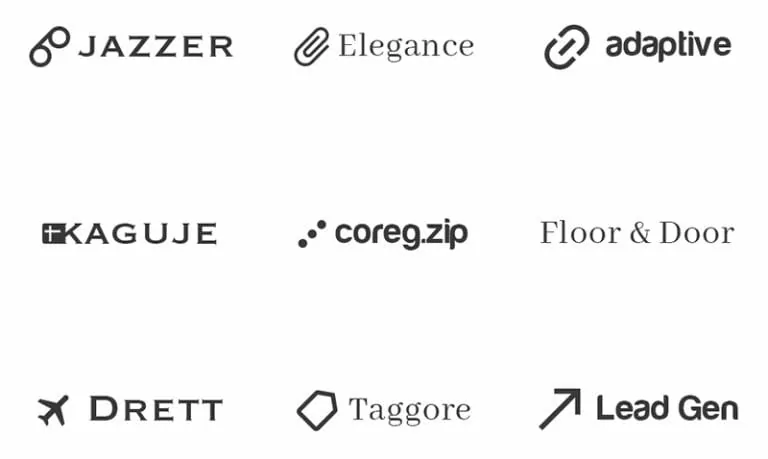 JAZZER
Elegance
adaptive
KAGUJE
coreg.zip
Floor & Door
DRETT
Taggore
Lead Gen